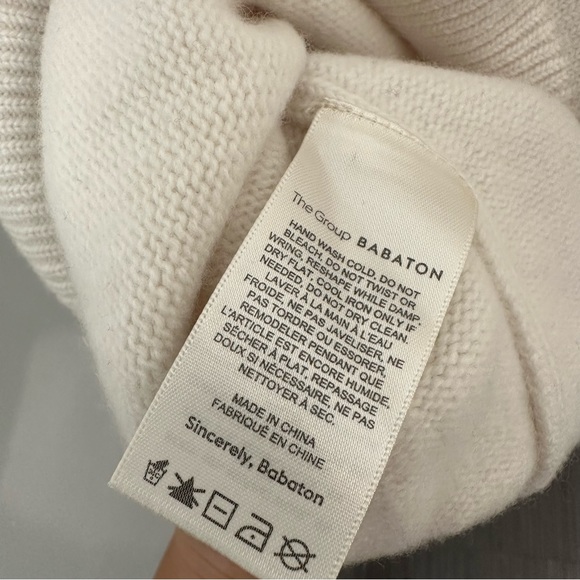 The Group BABATON
HAND WASH COLD. DO NOT
BLEACH. DO NOT TWIST OR
WRING. RESHAPE WHILE DAMP.
DRY FLAT. COOL IRON ONLY IF
NEEDED. DO NOT DRY CLEAN.
LAVER À LA MAIN À L'EAU
FROIDE. NE PAS JAVELISER. NE
PAS TORDRE OU ESSORER.
REMODELER PENDANT QUE
L'ARTICLE EST ENCORE HUMIDE.
SÉCHER À PLAT. REPASSAGE
DOUX SI NÉCESSAIRE. NE PAS
NETTOYER À SEC.
MADE IN CHINA
FABRIQUÉ EN CHINE
Sincerely, Babaton